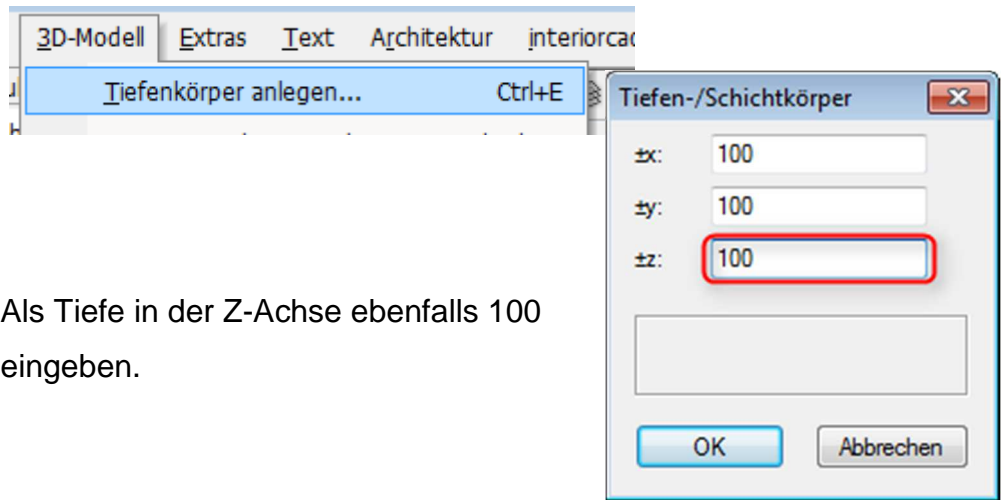 3D-Modell Extras Text Architektur
Tiefenkörper anlegen... Ctrl+E
Tiefen-/Schichtkörper
±x: 100
±y: 100
±z: 100
Als Tiefe in der Z-Achse ebenfalls 100
eingeben.
OK Abbrechen